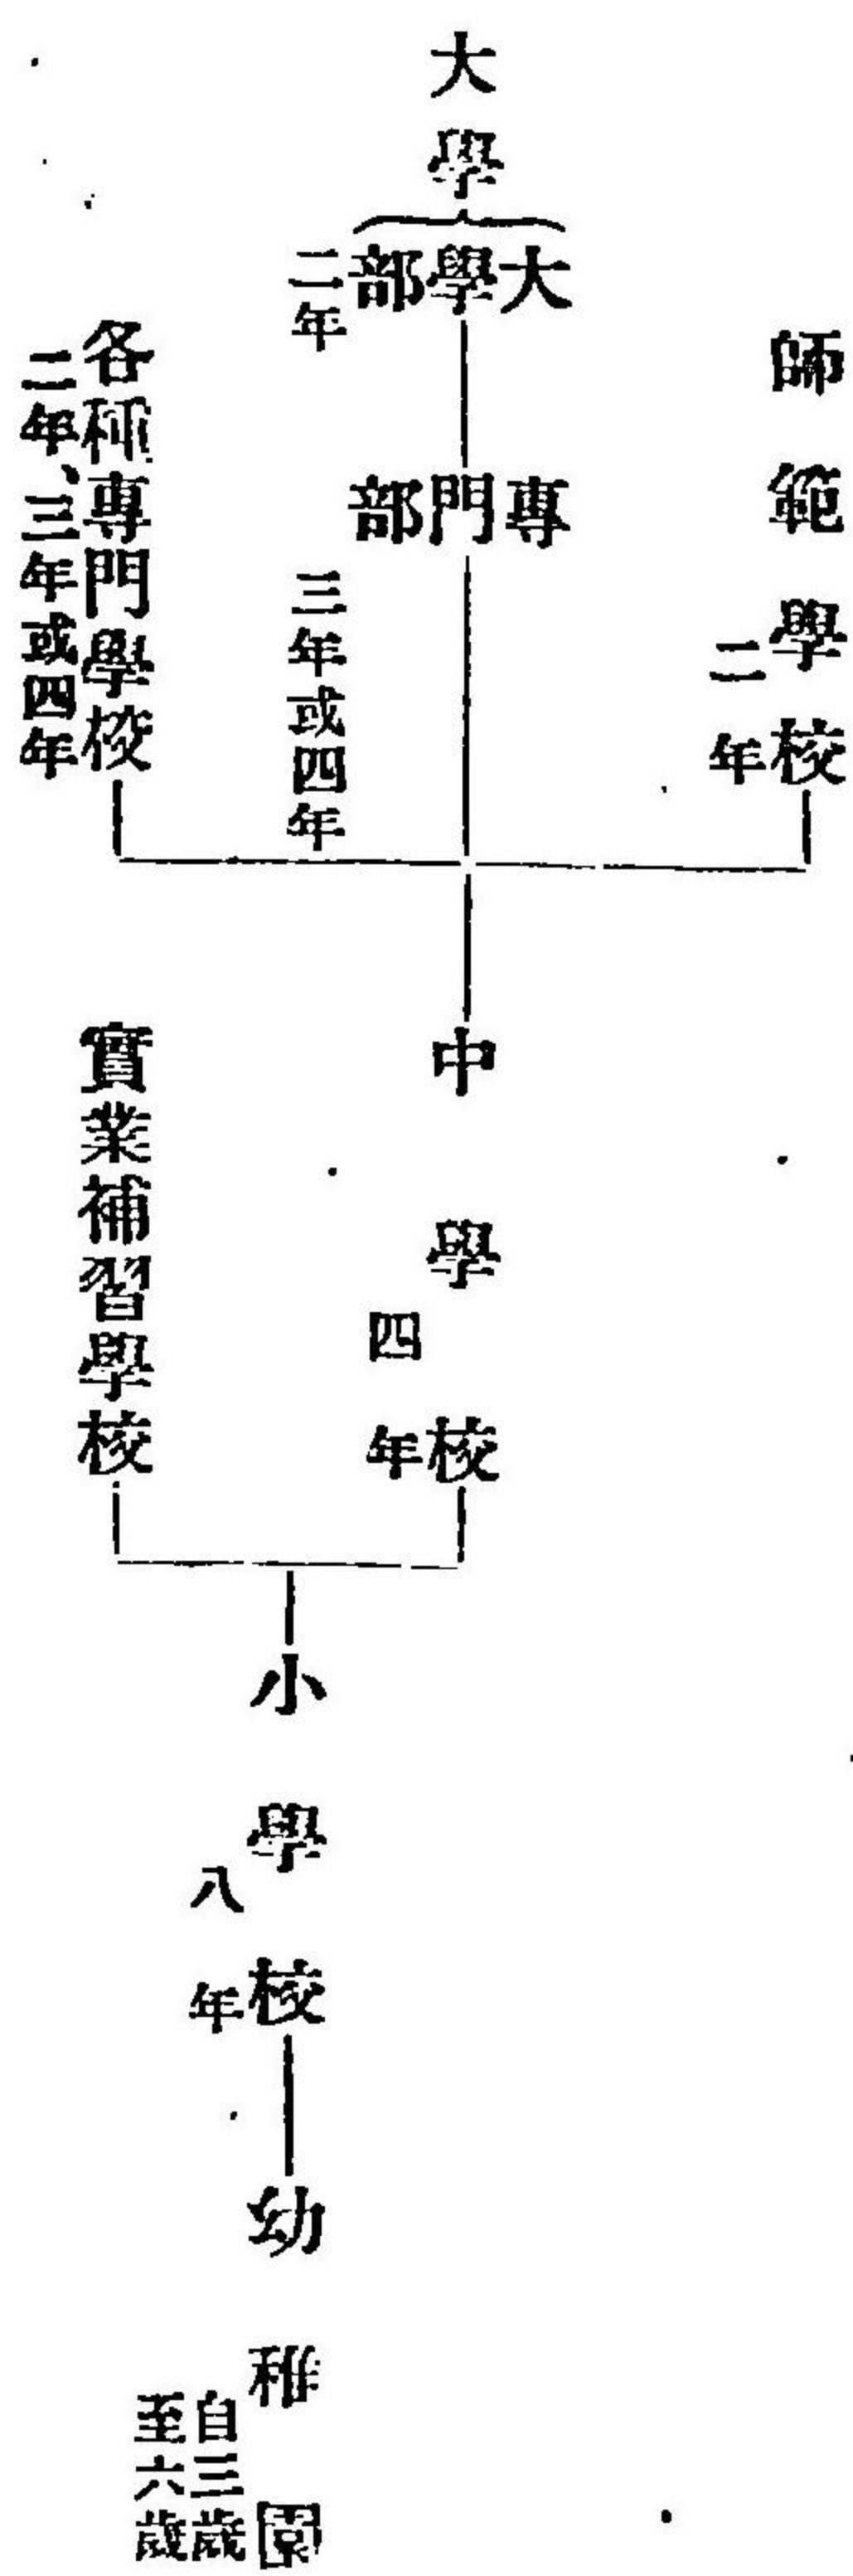 大學
大學部
二年
專門部
三年或四年
師範學校
二年
各種專門學校
二年、三年或四年
中學校
四年
實業補習學校
小學校
八年
幼稚園
自三歲
至六歲